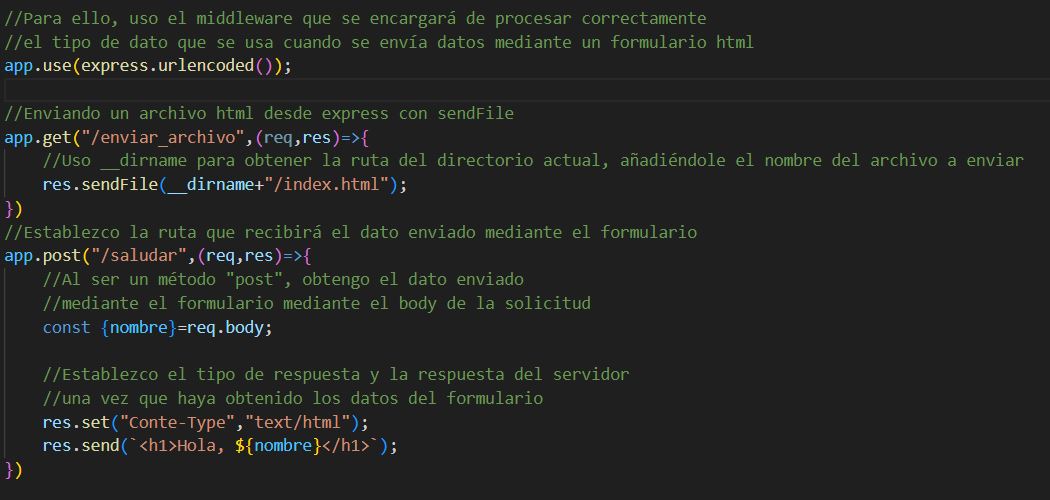 //Para ello, uso el middleware que se encargará de procesar correctamente
//el tipo de dato que se usa cuando se envía datos mediante un formulario html
app.use(express.urlencoded());
//Enviando un archivo html desde express con sendFile
app.get("/enviar_archivo",(req,res)=>{
    //Uso __dirname para obtener la ruta del directorio actual, añadiéndole el nombre del archivo a enviar
    res.sendFile(__dirname+"/index.html");
})
//Establezco la ruta que recibirá el dato enviado mediante el formulario
app.post("/saludar",(req,res)=>{
    //Al ser un método "post", obtengo el dato enviado
    //mediante el formulario mediante el body de la solicitud
    const {nombre}=req.body;
    //Establezco el tipo de respuesta y la respuesta del servidor
    //una vez que haya obtenido los datos del formulario
    res.set("Conte-Type","text/html");
    res.send(`<h1>Hola, ${nombre}</h1>`);
})